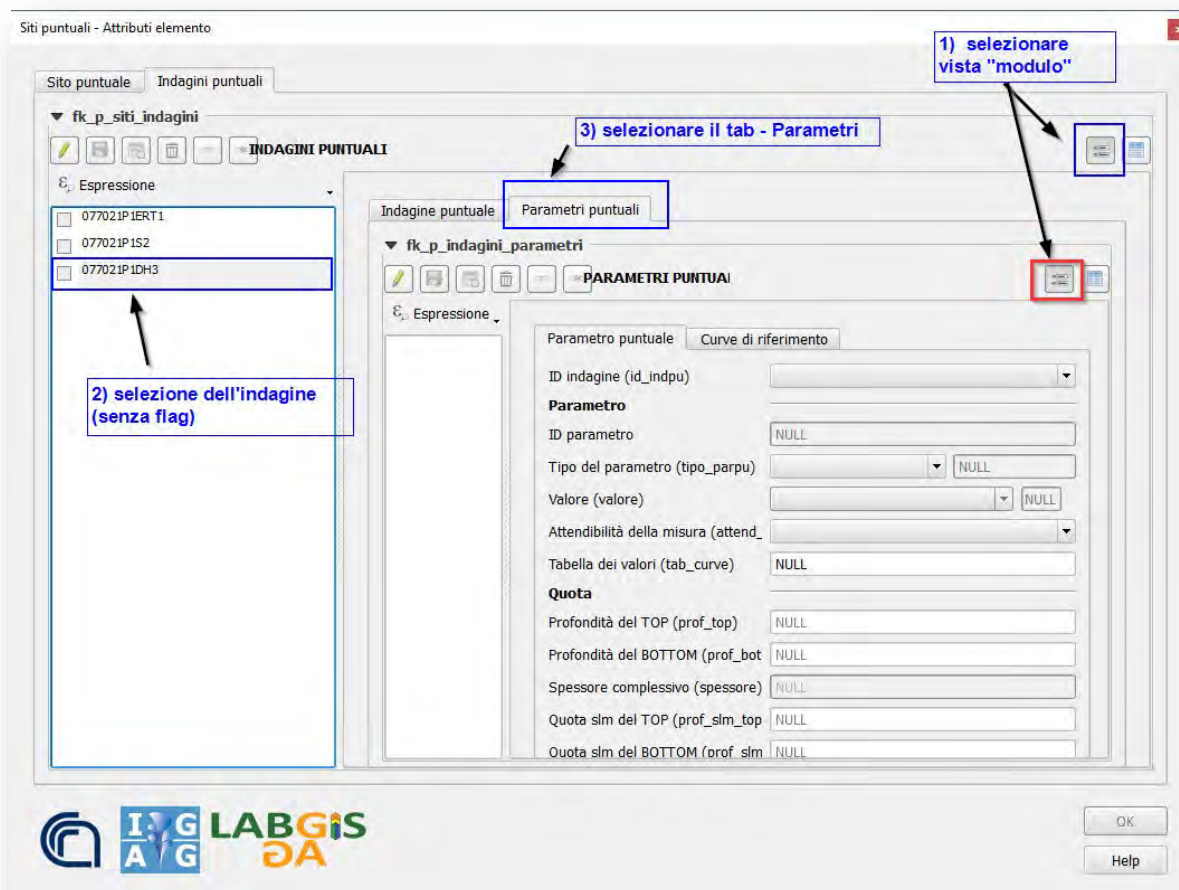 Siti puntuali - Attributi elemento
1) selezionare
vista "modulo"
Sito puntuale
Indagini puntuali
fk_p_siti_indagini
3) selezionare il tab - Parametri
INDAGINI PUNTUALI
Espressione
077021P1ERT1
077021P1S2
077021P1DH3
2) selezione dell'indagine
(senza flag)
Indagine puntuale
Parametri puntuali
fk_p_indagini_parametri
PARAMETRI PUNTUA
Espressione
Parametro puntuale
Curve di riferimento
ID indagine (id_indpu)
Parametro
ID parametro NULL
Tipo del parametro (tipo_parpu) NULL
Valore (valore) NULL
Attendibilità della misura (attend_
Tabella dei valori (tab_curve) NULL
Quota
Profondità del TOP (prof_top) NULL
Profondità del BOTTOM (prof_bot NULL
Spessore complessivo (spessore) NULL
Quota slm del TOP (prof_slm_top NULL
Quota slm del BOTTOM (prof_slm NULL
I G
A G
LABGIS
GA
OK
Help